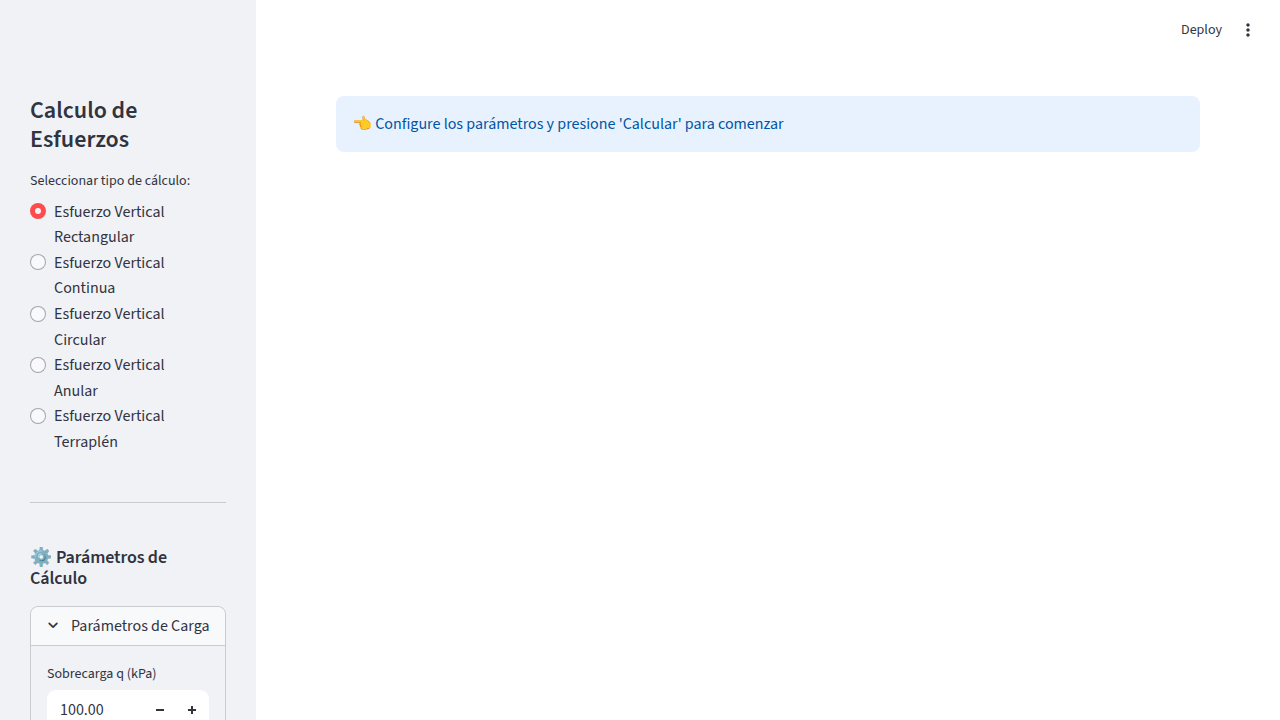 Deploy
Calculo de
Esfuerzos
Seleccionar tipo de cálculo:
Esfuerzo Vertical
Rectangular
Esfuerzo Vertical
Continua
Esfuerzo Vertical
Circular
Esfuerzo Vertical
Anular
Esfuerzo Vertical
Terraplén
⚙️ Parámetros de
Cálculo
Parámetros de Carga
Sobrecarga q (kPa)
100.00
👈 Configure los parámetros y presione 'Calcular' para comenzar